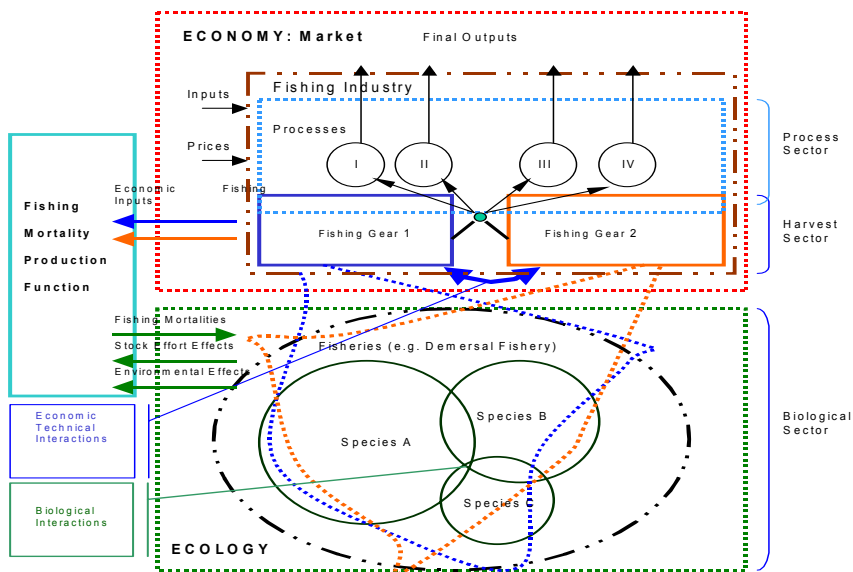 ECONOMY: Market
Final Outputs
Fishing Industry
Inputs
Processes
Prices
I
II
III
IV
Process
Sector
Economic
Inputs
Fishing
Fishing
Mortality
Production
Function
Fishing Gear 1
Fishing Gear 2
Harvest
Sector
Fishing Mortalities
Stock Effort Effects
Environmental Effects
Fisheries (e.g. Demersal Fishery)
Species A
Species B
Species C
Biological
Sector
Economic
Technical
Interactions
Biological
Interactions
ECOLOGY